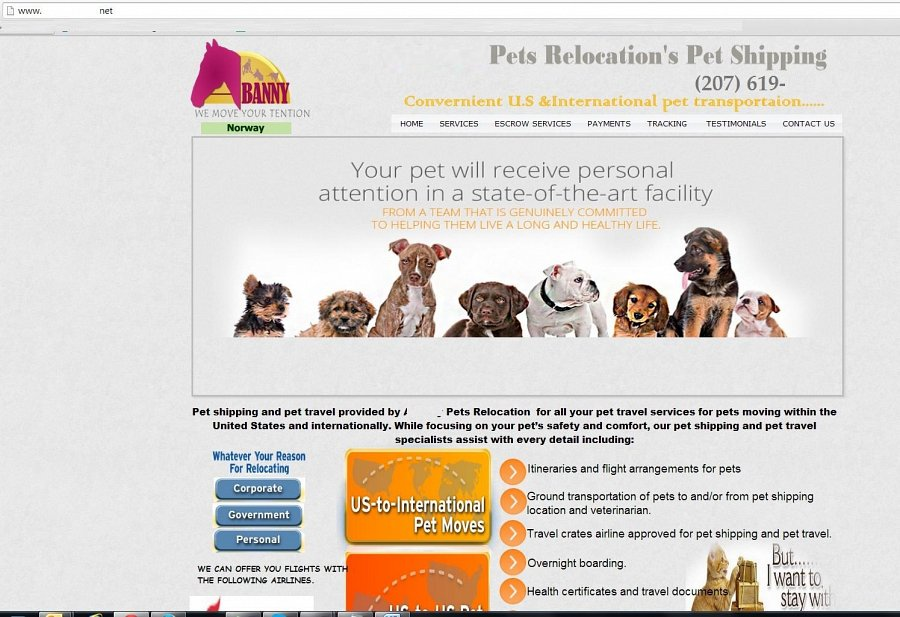 www. net
Pets Relocation's Pet Shipping
(207) 619-
Convernient U.S &International pet transportaion......
BANNY
WE MOVE YOUR TENTION
Norway
HOME SERVICES ESCROW SERVICES PAYMENTS TRACKING TESTIMONIALS CONTACT US
Your pet will receive personal
attention in a state-of-the-art facility
FROM A TEAM THAT IS GENUINELY COMMITTED
TO HELPING THEM LIVE A LONG AND HEALTHY LIFE.
Pet shipping and pet travel provided by Pets Relocation for all your pet travel services for pets moving within the
United States and internationally. While focusing on your pet's safety and comfort, our pet shipping and pet travel
specialists assist with every detail including:
Whatever Your Reason
For Relocating
Corporate
Government
Personal
WE CAN OFFER YOU FLIGHTS WITH
THE FOLLOWING AIRLINES.
US-to-International
Pet Moves
US-to-US Pet
Itineraries and flight arrangements for pets
Ground transportation of pets to and/or from pet shipping
location and veterinarian.
Travel crates airline approved for pet shipping and pet travel.
Overnight boarding.
Health certificates and travel documents.
But.....
I want to
stay with